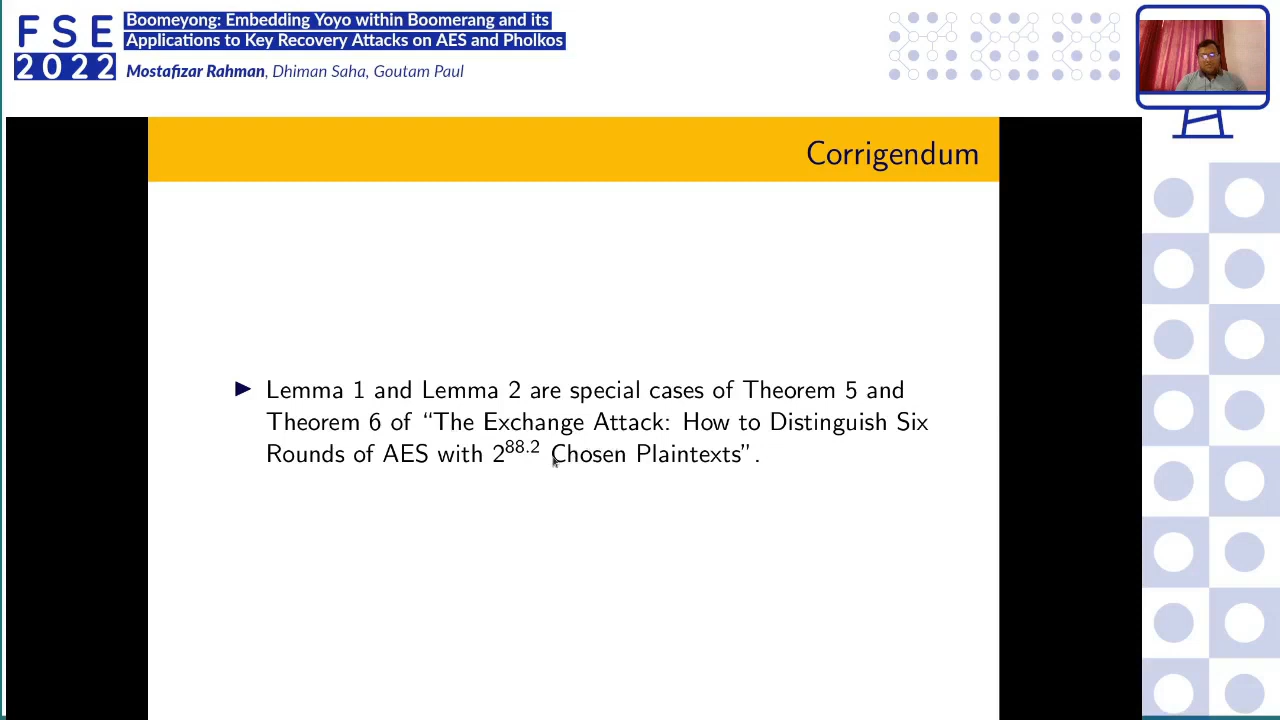 FSE
2022
Boomeyong: Embedding Yoyo within Boomerang and its
Applications to Key Recovery Attacks on AES and Pholkos
Mostafizar Rahman, Dhiman Saha, Goutam Paul
Corrigendum
Lemma 1 and Lemma 2 are special cases of Theorem 5 and
Theorem 6 of “The Exchange Attack: How to Distinguish Six
Rounds of AES with 2^88.2 Chosen Plaintexts”.